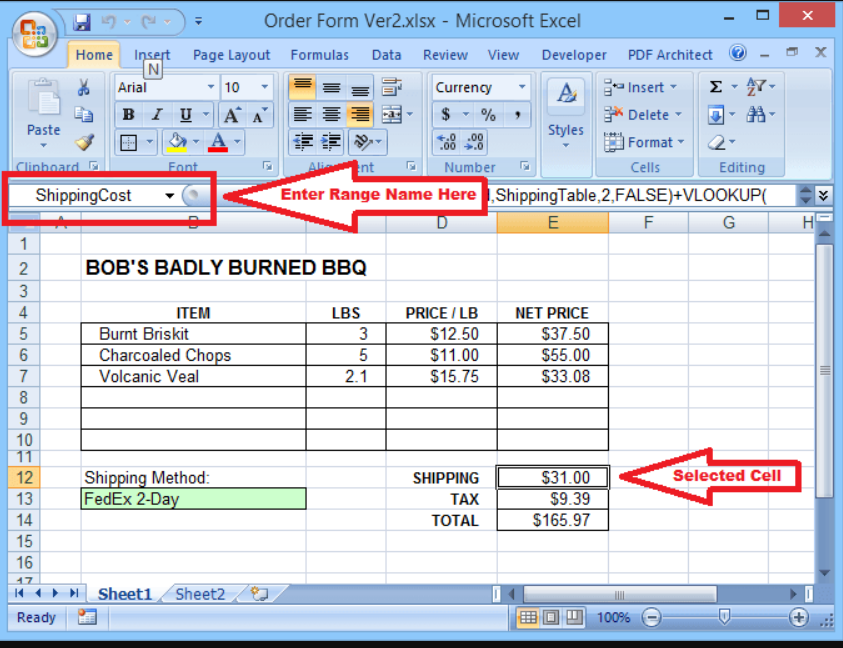 Order Form Ver2.xlsx - Microsoft Excel
Home Insert Page Layout Formulas Data Review View Developer PDF Architect
N
Arial 10 Currency Insert Σ
Paste B I U A A $ % , Styles Delete
A .00 .00 Format
Clipboard Font Alignment Number Cells Editing
ShippingCost Enter Range Name Here ,ShippingTable,2,FALSE)+VLOOKUP(
A B D E F G H
1
2 BOB'S BADLY BURNED BBQ
3
4 ITEM LBS PRICE / LB NET PRICE
5 Burnt Briskit 3 $12.50 $37.50
6 Charcoaled Chops 5 $11.00 $55.00
7 Volcanic Veal 2.1 $15.75 $33.08
8
9
10
11
12 Shipping Method: SHIPPING $31.00 Selected Cell
13 FedEx 2-Day TAX $9.39
14 TOTAL $165.97
15
16
17
Sheet1 Sheet2
Ready 100%